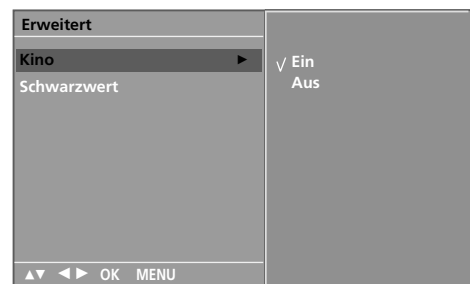 Erweitert
Kino ►
Schwarzwert
√ Ein
Aus
▲▼ ◄► OK MENU